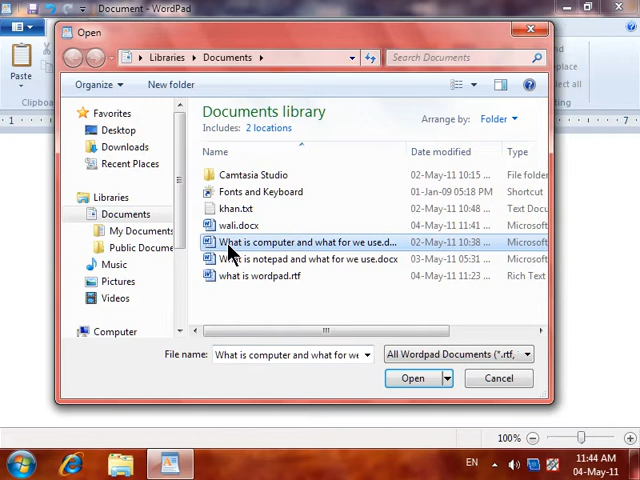 Document - WordPad
Open
Libraries
Documents
Search Documents
Organize
New folder
Paste
Clipb
place
ect all
Favorites
Desktop
Downloads
Recent Places
Libraries
Documents
My Documents
Public Docume
Music
Pictures
Videos
Computer
Documents library
Includes: 2 locations
Arrange by: Folder
Name Date modified Type
Camtasia Studio 02-May-11 10:15 ... File folder
Fonts and Keyboard 01-Jan-09 05:18 PM Shortcut
khan.txt 02-May-11 10:48 ... Text Docu
wali.docx 04-May-11 11:41 ... Microsoft
What is computer and what for we use.d... 02-May-11 10:38 ... Microsoft
What is notepad and what for we use.docx 03-May-11 05:31 ... Microsoft
what is wordpad.rtf 04-May-11 11:23 ... Rich Text
File name: What is computer and what for we
All Wordpad Documents (*.rtf,
Open
Cancel
1
7
100%
EN
11:44 AM
04-May-11